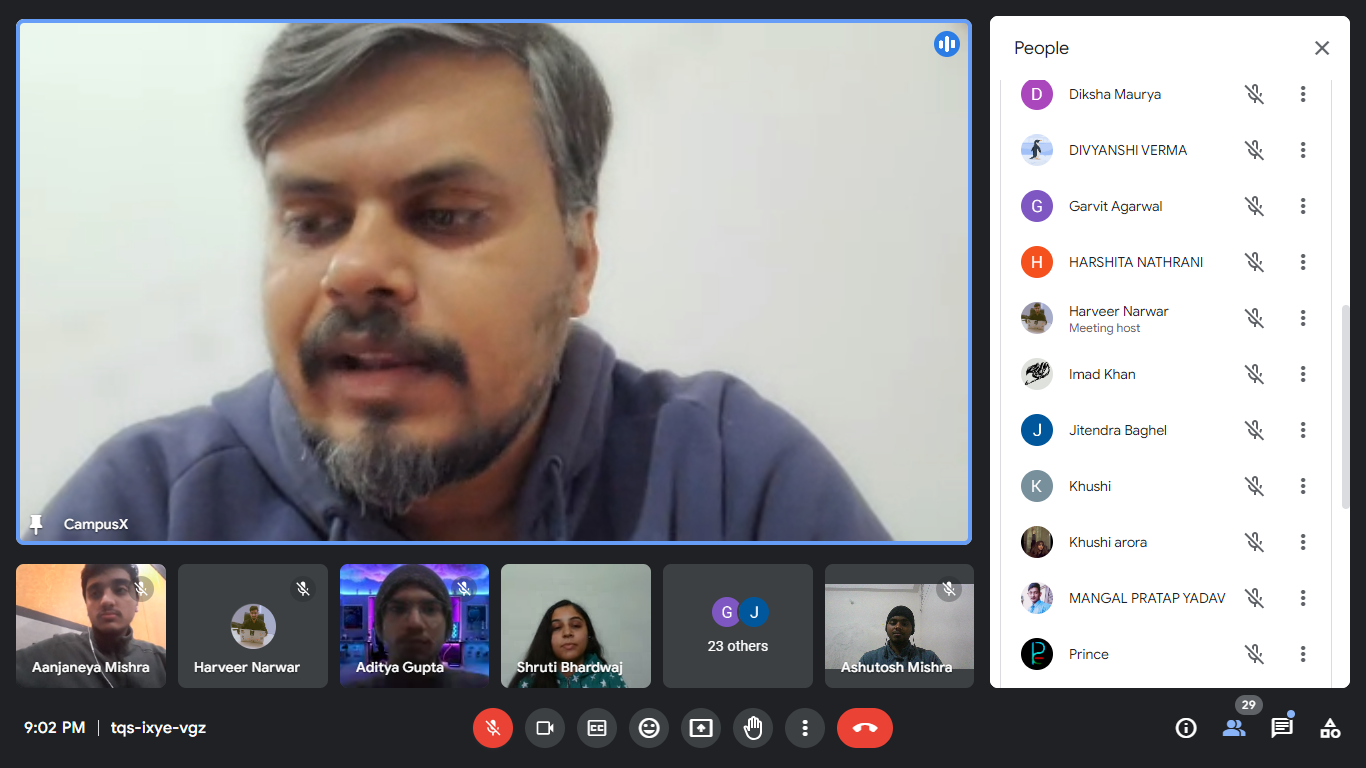 CampusX
Aanjaneya Mishra
Harveer Narwar
Aditya Gupta
Shruti Bhardwaj
G J
23 others
Ashutosh Mishra
People
D Diksha Maurya
DIVYANSHI VERMA
G Garvit Agarwal
H HARSHITA NATHRANI
Harveer Narwar
Meeting host
Imad Khan
J Jitendra Baghel
K Khushi
Khushi arora
MANGAL PRATAP YADAV
Prince
9:02 PM | tqs-ixye-vgz
CC
29